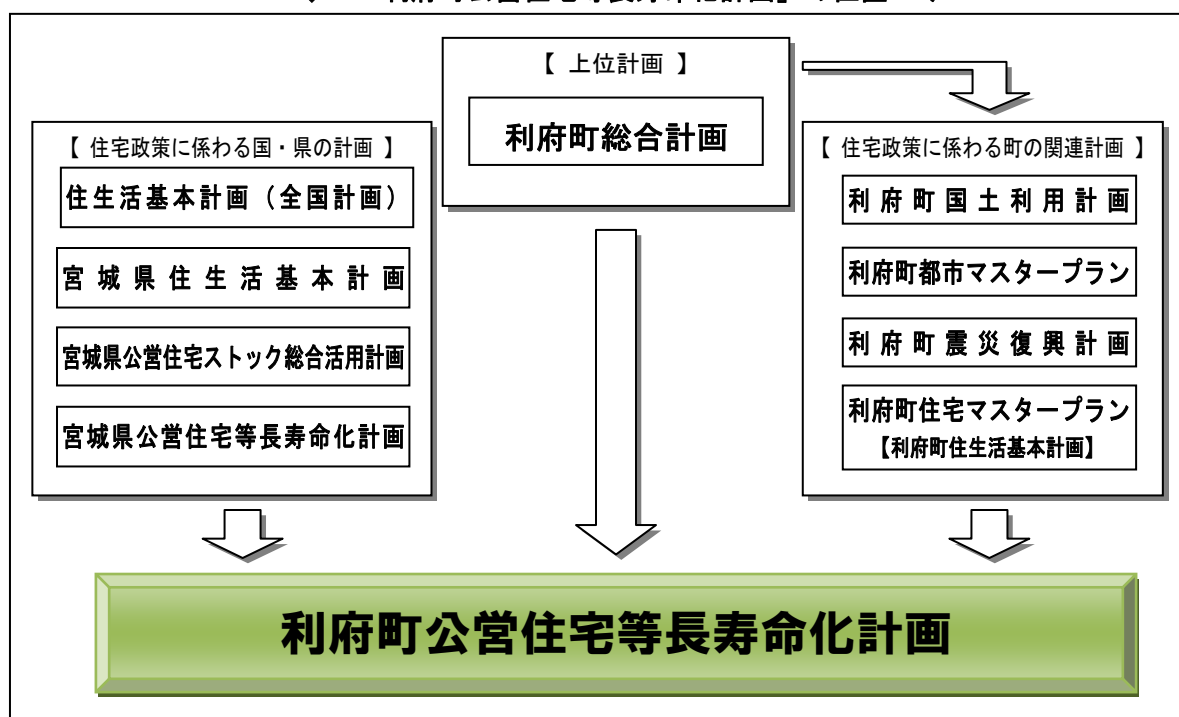 【 上位計画 】
利府町総合計画
【 住宅政策に係わる国・県の計画 】
住生活基本計画（全国計画）
宮城県住生活基本計画
宮城県公営住宅ストック総合活用計画
宮城県公営住宅等長寿命化計画
【 住宅政策に係わる町の関連計画 】
利府町国土利用計画
利府町都市マスタープラン
利府町震災復興計画
利府町住宅マスタープラン
【利府町住生活基本計画】
利府町公営住宅等長寿命化計画